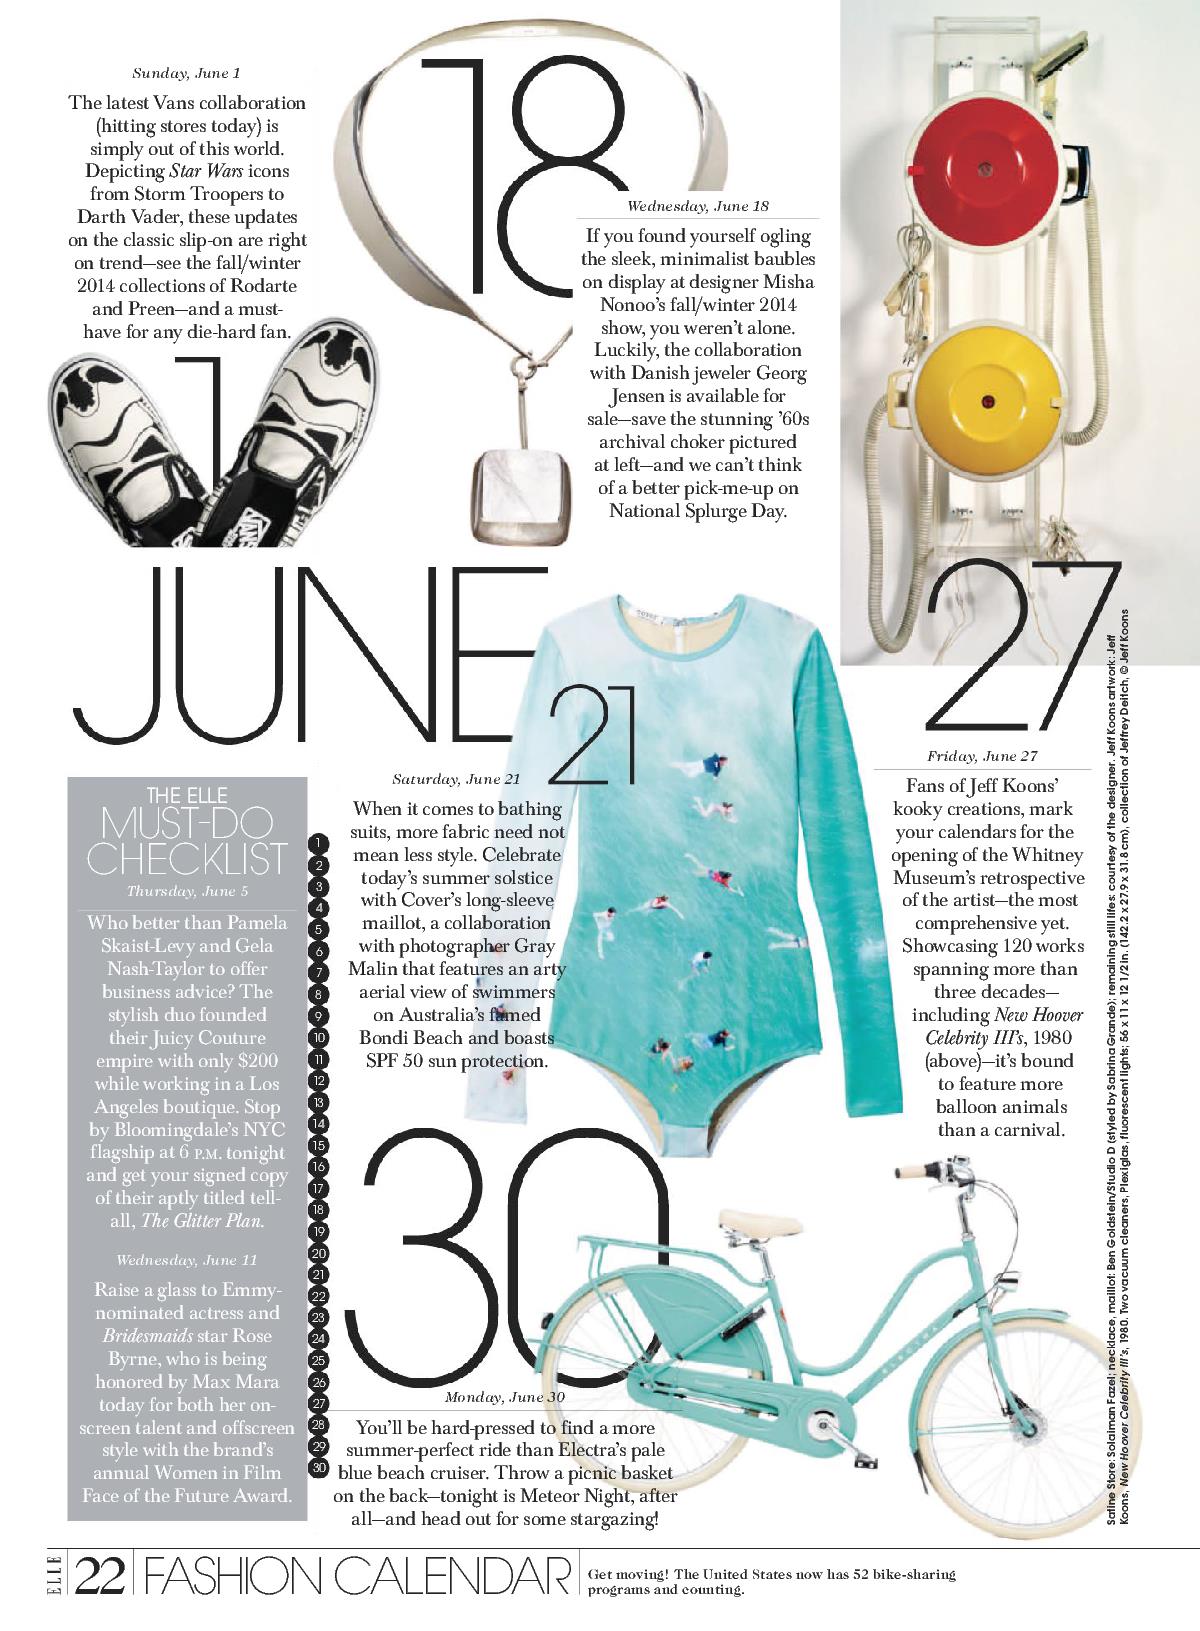 Sunday, June 1
The latest Vans collaboration
(hitting stores today) is
simply out of this world.
Depicting Star Wars icons
from Storm Troopers to
Darth Vader, these updates
on the classic slip-on are right
on trend—see the fall/winter
2014 collections of Rodarte
and Preen—and a must-
have for any die-hard fan.
1
VANS
18
Wednesday, June 18
If you found yourself ogling
the sleek, minimalist baubles
on display at designer Misha
Nonoo’s fall/winter 2014
show, you weren’t alone.
Luckily, the collaboration
with Danish jeweler Georg
Jensen is available for
sale—save the stunning ’60s
archival choker pictured
at left—and we can’t think
of a better pick-me-up on
National Splurge Day.
JUNE
THE ELLE
MUST-DO
CHECKLIST
Thursday, June 5
Who better than Pamela
Skaist-Levy and Gela
Nash-Taylor to offer
business advice? The
stylish duo founded
their Juicy Couture
empire with only $200
while working in a Los
Angeles boutique. Stop
by Bloomingdale’s NYC
flagship at 6 P.M. tonight
and get your signed copy
of their aptly titled tell-
all, The Glitter Plan.
Wednesday, June 11
Raise a glass to Emmy-
nominated actress and
Bridesmaids star Rose
Byrne, who is being
honored by Max Mara
today for both her on-
screen talent and offscreen
style with the brand’s
annual Women in Film
Face of the Future Award.
1
2
3
4
5
6
7
8
9
10
11
12
13
14
15
16
17
18
19
20
21
22
23
24
25
26
27
28
29
30
cover
21
Saturday, June 21
When it comes to bathing
suits, more fabric need not
mean less style. Celebrate
today’s summer solstice
with Cover’s long-sleeve
maillot, a collaboration
with photographer Gray
Malin that features an arty
aerial view of swimmers
on Australia’s famed
Bondi Beach and boasts
SPF 50 sun protection.
27
Friday, June 27
Fans of Jeff Koons’
kooky creations, mark
your calendars for the
opening of the Whitney
Museum’s retrospective
of the artist—the most
comprehensive yet.
Showcasing 120 works
spanning more than
three decades—
including New Hoover
Celebrity III’s, 1980
(above)—it’s bound
to feature more
balloon animals
than a carnival.
30
Monday, June 30
You’ll be hard-pressed to find a more
summer-perfect ride than Electra’s pale
blue beach cruiser. Throw a picnic basket
on the back—tonight is Meteor Night, after
all—and head out for some stargazing!
ELECTRA
Satine Store: Solaiman Fazel; necklace, maillot: Ben Goldstein/Studio D (styled by Sabrina Grande); remaining still lifes: courtesy of the designer. Jeff Koons artwork: Jeff
Koons, New Hoover Celebrity III’s, 1980. Two vacuum cleaners, Plexiglas, fluorescent lights; 56 x 11 x 12 1/2 in. (142.2 x 27.9 x 31.8 cm), collection of Jeffrey Deitch, © Jeff Koons
ELLE 22 FASHION CALENDAR
Get moving! The United States now has 52 bike-sharing
programs and counting.